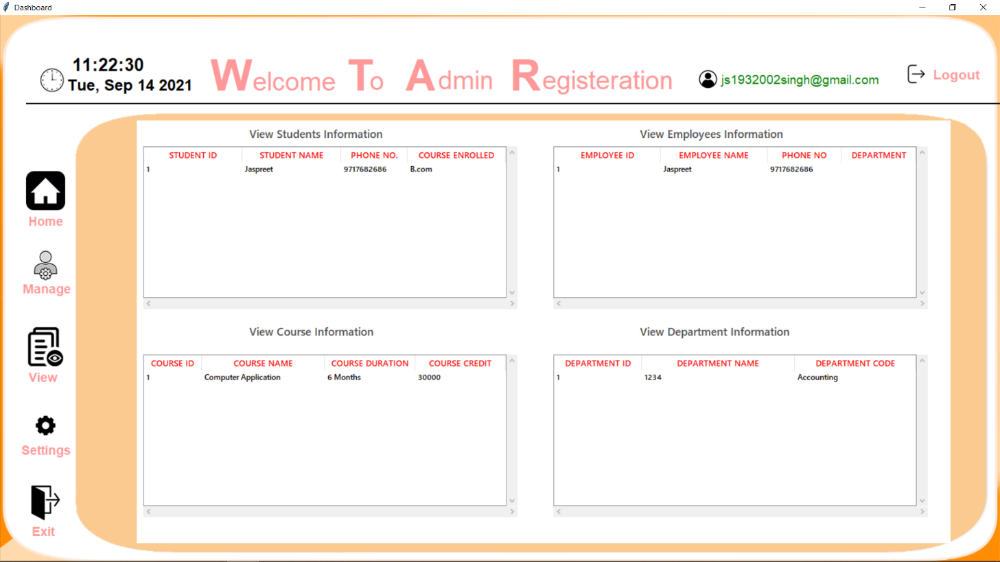 Dashboard
11:22:30
Tue, Sep 14 2021
Welcome To Admin Registeration
js1932002singh@gmail.com
Logout
Home
Manage
View
Settings
Exit
View Students Information
STUDENT ID STUDENT NAME PHONE NO. COURSE ENROLLED
1 Jaspreet 9717682686 B.com
View Employees Information
EMPLOYEE ID EMPLOYEE NAME PHONE NO DEPARTMENT
1 Jaspreet 9717682686
View Course Information
COURSE ID COURSE NAME COURSE DURATION COURSE CREDIT
1 Computer Application 6 Months 30000
View Department Information
DEPARTMENT ID DEPARTMENT NAME DEPARTMENT CODE
1 1234 Accounting